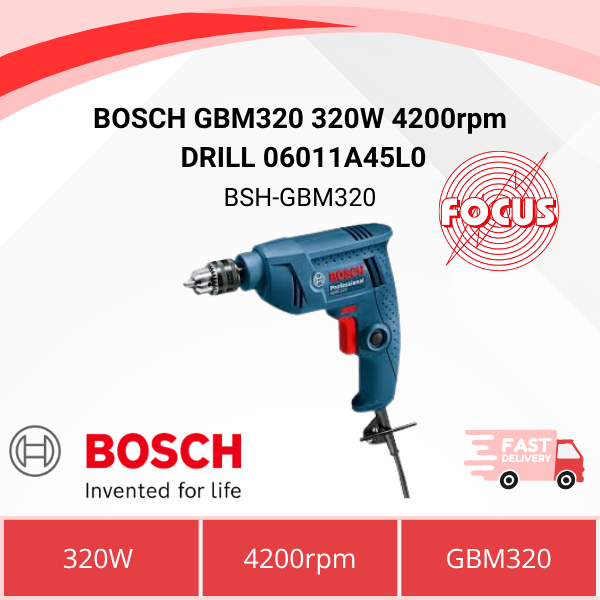 BOSCH GBM320 320W 4200rpm
DRILL 06011A45L0
BSH-GBM320
FOCUS
BOSCH
Professional
BOSCH
Invented for life
FAST
DELIVERY
320W
4200rpm
GBM320